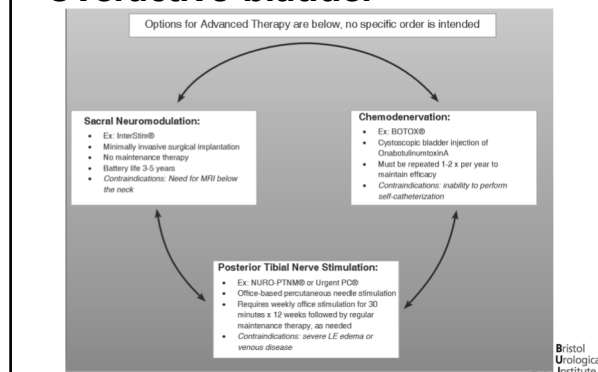 Overactive bladder
Options for Advanced Therapy are below, no specific order is intended
Sacral Neuromodulation:
• Ex: InterStim®
• Minimally invasive surgical implantation
• No maintenance therapy
• Battery life 3-5 years
• Contraindications: Need for MRI below
the neck
Chemodenervation:
• Ex: BOTOX®
• Cystoscopic bladder injection of
OnabotulinumtoxinA
• Must be repeated 1-2 x per year to
maintain efficacy
• Contraindications: inability to perform
self-catheterization
Posterior Tibial Nerve Stimulation:
• Ex: NURO-PTNM® or Urgent PC®
• Office-based percutaneous needle stimulation
• Requires weekly office stimulation for 30
minutes x 12 weeks followed by regular
maintenance therapy, as needed
• Contraindications: severe LE edema or
venous disease
Bristol
Urologica
Institute